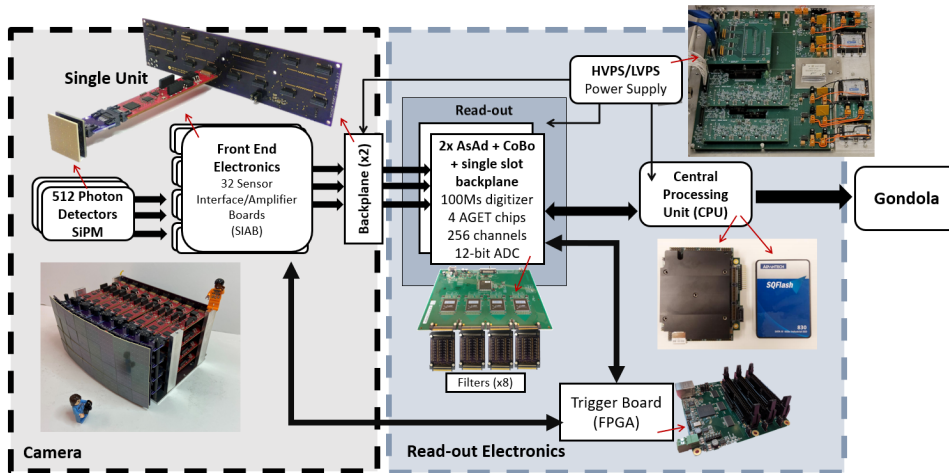 Single Unit
HVPS/LVPS
Power Supply
Read-out
Front End
Electronics
32 Sensor
Interface/Amplifier
Boards
(SIAB)
Backplane (x2)
2x AsAd + CoBo
+ single slot
backplane
100Ms digitizer
4 AGET chips
256 channels
12-bit ADC
Central
Processing
Unit (CPU)
Gondola
512 Photon
Detectors
SiPM
SQFlash
830
Filters (x8)
Trigger Board
(FPGA)
Camera
Read-out Electronics